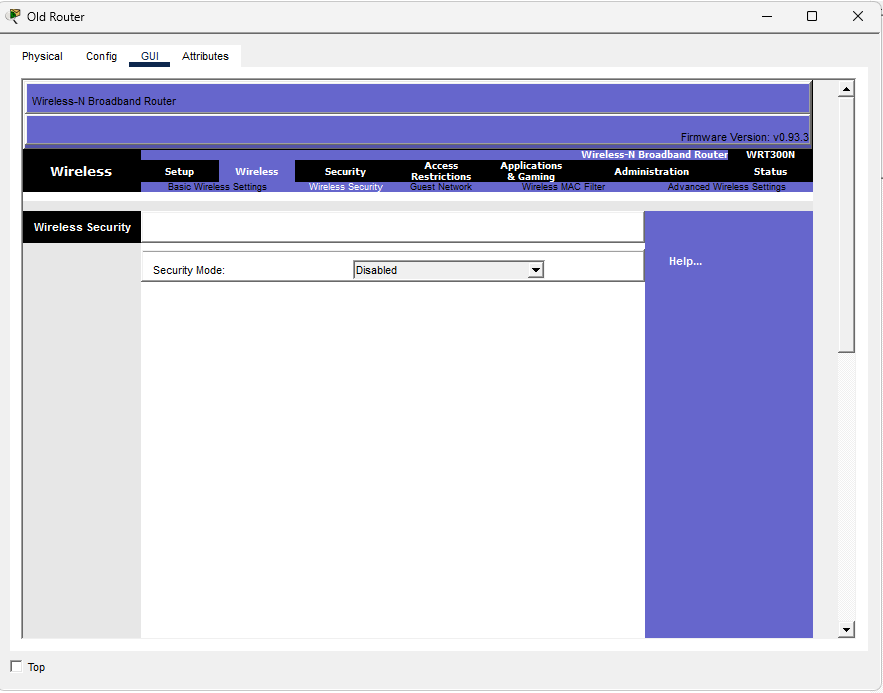 Old Router
Physical Config GUI Attributes
Wireless-N Broadband Router
Firmware Version: v0.93.3
Wireless-N Broadband Router WRT300N
Wireless Setup Wireless Security Access Restrictions Applications & Gaming Administration Status
Basic Wireless Settings Wireless Security Guest Network Wireless MAC Filter Advanced Wireless Settings
Wireless Security
Help...
Security Mode: Disabled
Top